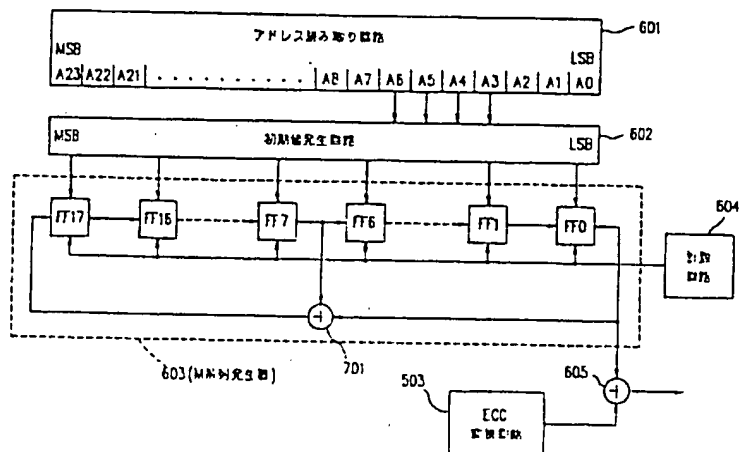 601
アドレス読み取り回路
MSB
LSB
A23 A22 A21 A8 A7 A6 A5 A4 A3 A2 A1 A0
602
MSB
初期値発生回路
LSB
FF17 FF16 FF7 FF6 FF1 FF0
604
制御
回路
701
603(M系列発生器)
605
503
ECC